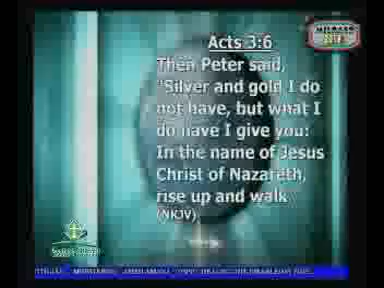 Acts 3:6
Then Peter said,
"Silver and gold I do
not have, but what I
do have I give you:
In the name of Jesus
Christ of Nazareth,
rise up and walk
(NKJV).